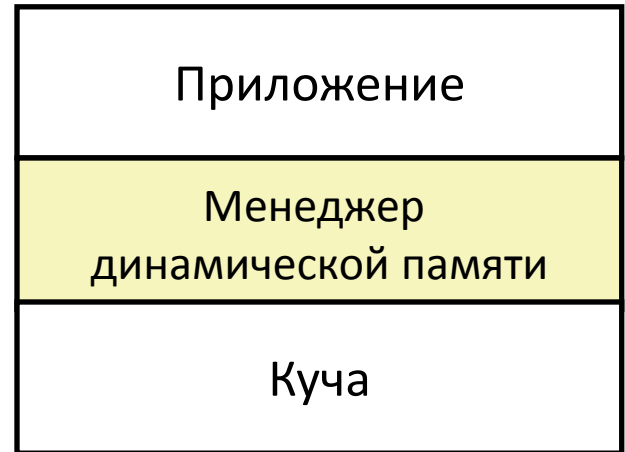 Приложение
Менеджер
динамической памяти
Куча